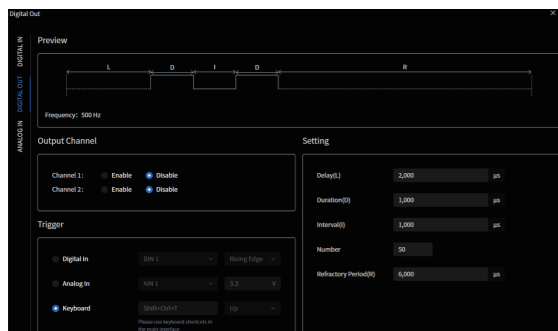 Digital Out
DIGITAL IN
DIGITAL OUT
ANALOG IN
Preview
L D I D R
Frequency: 500 Hz
Output Channel
Channel 1: Enable Disable
Channel 2: Enable Disable
Trigger
Digital In DIN 1 Rising Edge
Analog In AIN 1 3.3 V
Keyboard Shift+Ctrl+T Up
Please use keyboard shortcuts in
the main interface
Setting
Delay(L) 2,000 μs
Duration(D) 1,000 μs
Interval(I) 1,000 μs
Number 50
Refractory Period(R) 6,000 μs